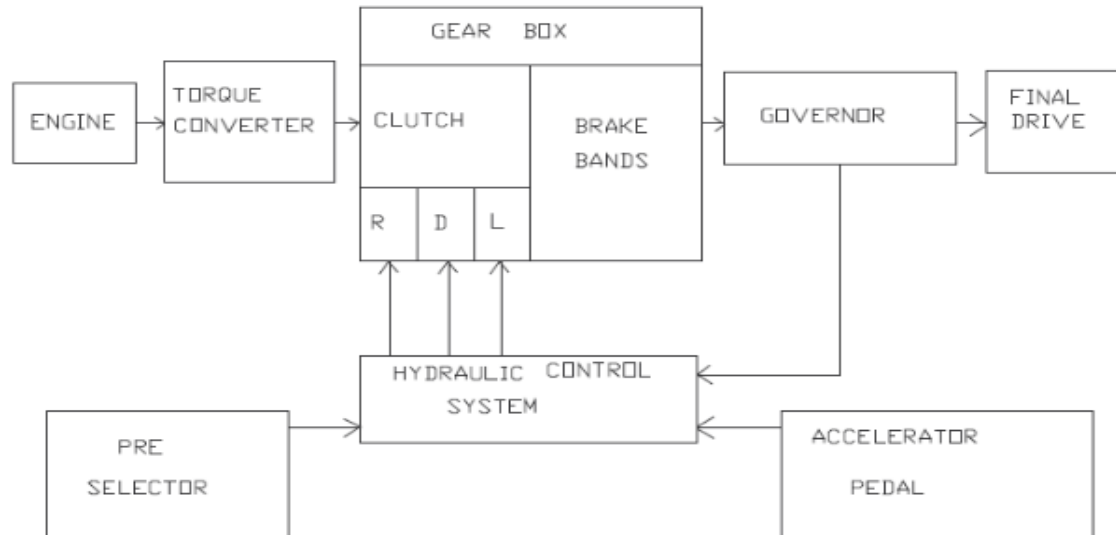 GEAR BOX
ENGINE
TORQUE
CONVERTER
CLUTCH
BRAKE
BANDS
GOVERNOR
FINAL
DRIVE
R D L
HYDRAULIC CONTROL
SYSTEM
PRE
SELECTOR
ACCELERATOR
PEDAL